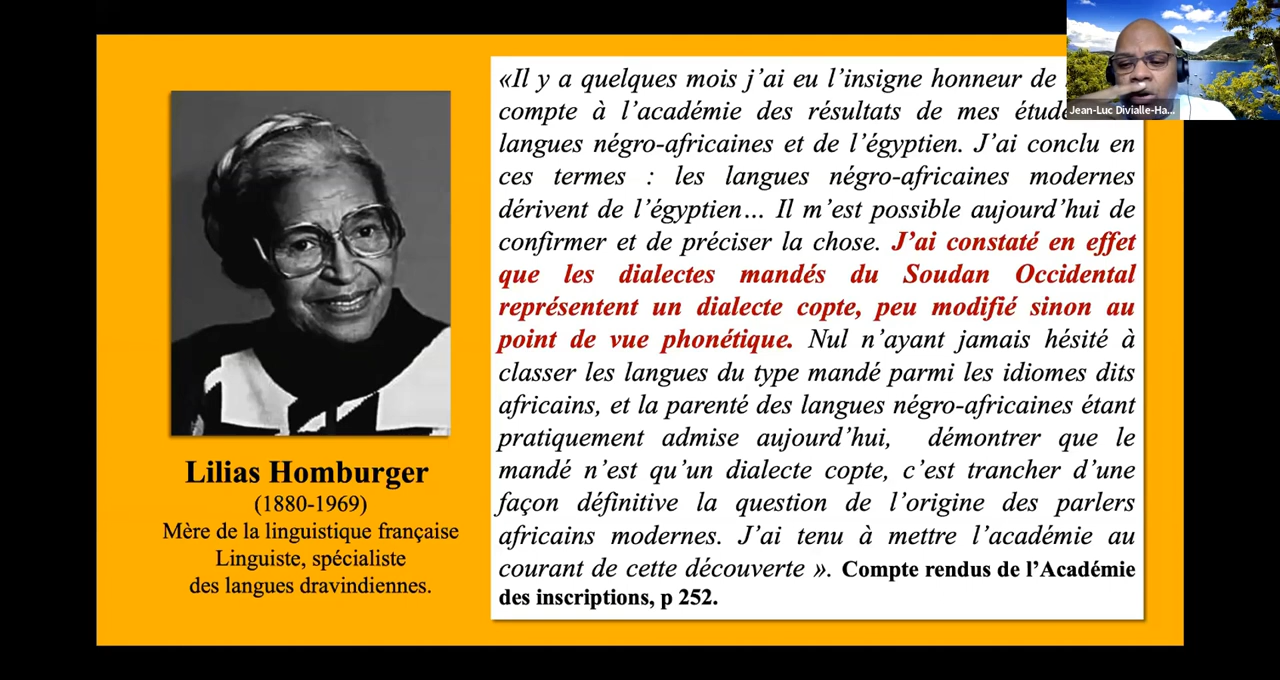 «Il y a quelques mois j’ai eu l’insigne honneur de
compte à l’académie des résultats de mes étude
langues négro-africaines et de l’égyptien. J’ai conclu en
ces termes : les langues négro-africaines modernes
dérivent de l’égyptien… Il m’est possible aujourd’hui de
confirmer et de préciser la chose. J’ai constaté en effet
que les dialectes mandés du Soudan Occidental
représentent un dialecte copte, peu modifié sinon au
point de vue phonétique. Nul n’ayant jamais hésité à
classer les langues du type mandé parmi les idiomes dits
africains, et la parenté des langues négro-africaines étant
pratiquement admise aujourd’hui, démontrer que le
mandé n’est qu’un dialecte copte, c’est trancher d’une
façon définitive la question de l’origine des parlers
africains modernes. J’ai tenu à mettre l’académie au
courant de cette découverte ». Compte rendus de l’Académie
des inscriptions, p 252.
Lilias Homburger
(1880-1969)
Mère de la linguistique française
Linguiste, spécialiste
des langues dravindiennes.
Jean-Luc Divialle-Ha...